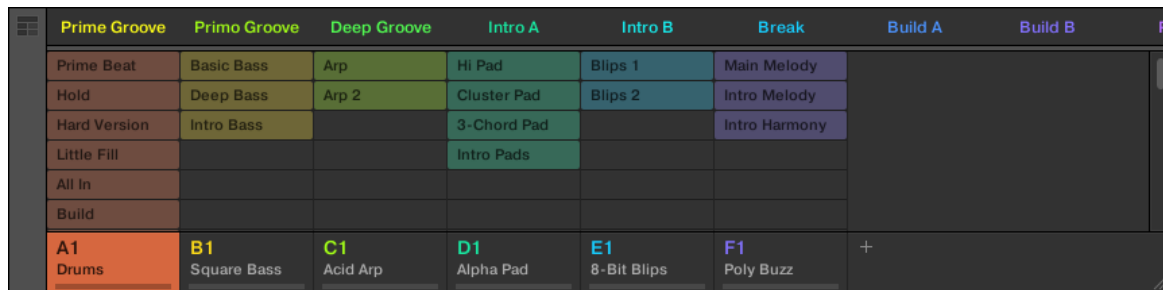 Prime Groove Primo Groove Deep Groove Intro A Intro B Break Build A Build B
Prime Beat Basic Bass Arp Hi Pad Blips 1 Main Melody
Hold Deep Bass Arp 2 Cluster Pad Blips 2 Intro Melody
Hard Version Intro Bass 3-Chord Pad Intro Harmony
Little Fill Intro Pads
All In
Build
A1 B1 C1 D1 E1 F1 +
Drums Square Bass Acid Arp Alpha Pad 8-Bit Blips Poly Buzz